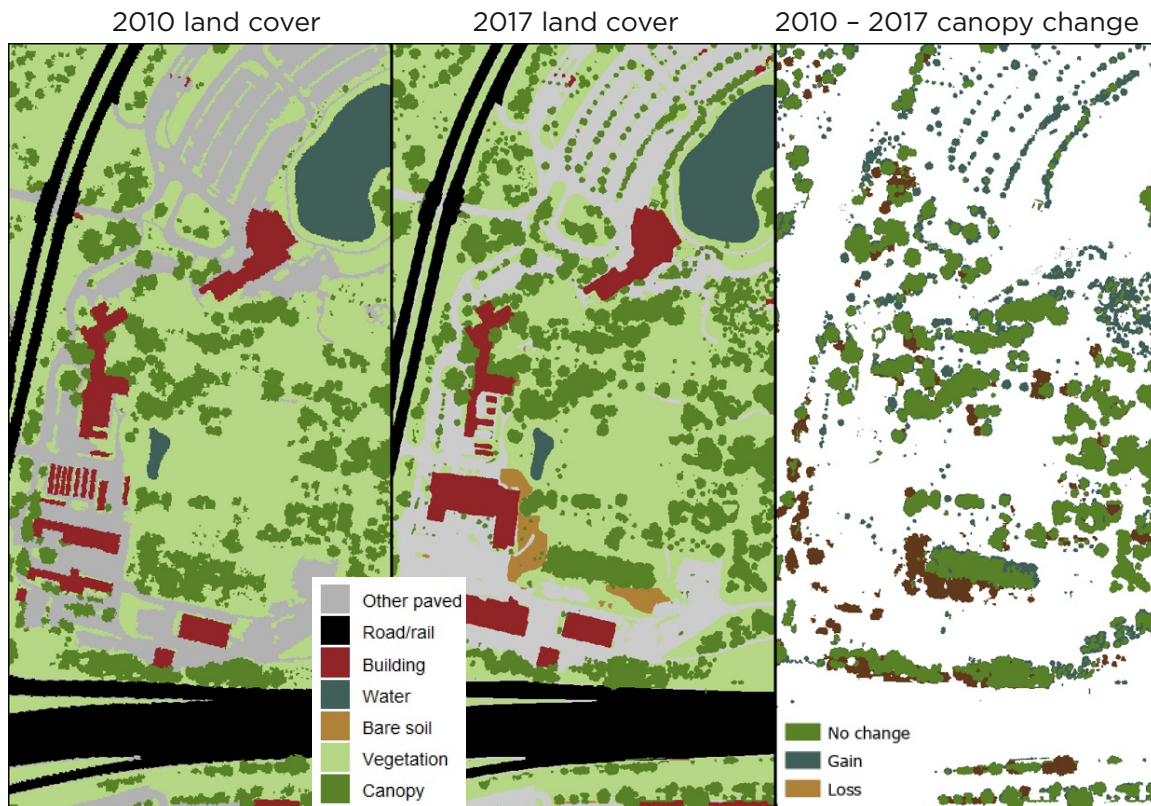 2010 land cover
2017 land cover
2010 – 2017 canopy change
Other paved
Road/rail
Building
Water
Bare soil
Vegetation
Canopy
No change
Gain
Loss